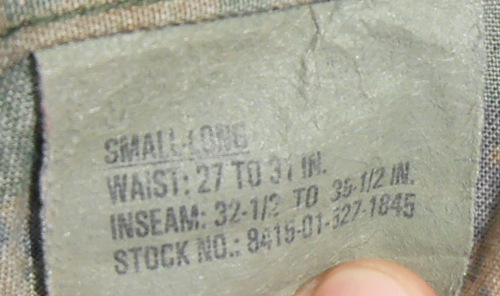 SMALL-LONG
WAIST: 27 TO 31 IN.
INSEAM: 32-1/2 TO 35-1/2 IN.
STOCK NO.: 8415-01-527-1845